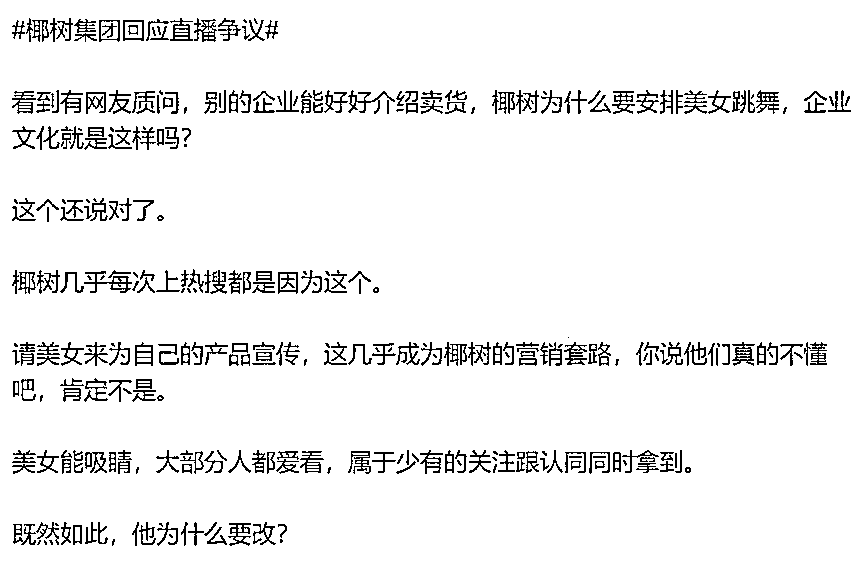 #椰树集团回应直播争议#
看到有网友质问，别的企业能好好介绍卖货，椰树为什么要安排美女跳舞，企业
文化就是这样吗？
这个还说对了。
椰树几乎每次上热搜都是因为这个。
请美女来为自己的产品宣传，这几乎成为椰树的营销套路，你说他们真的不懂
吧，肯定不是。
美女能吸睛，大部分人都爱看，属于少有的关注跟认同同时拿到。
既然如此，他为什么要改？